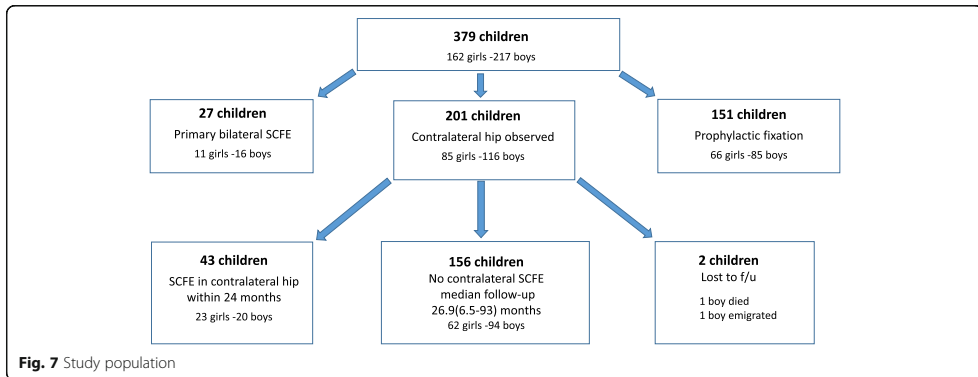 379 children
162 girls -217 boys
27 children
Primary bilateral SCFE
11 girls -16 boys
201 children
Contralateral hip observed
85 girls -116 boys
151 children
Prophylactic fixation
66 girls -85 boys
43 children
SCFE in contralateral hip
within 24 months
23 girls -20 boys
156 children
No contralateral SCFE
median follow-up
26.9(6.5-93) months
62 girls -94 boys
2 children
Lost to f/u
1 boy died
1 boy emigrated
Fig. 7 Study population